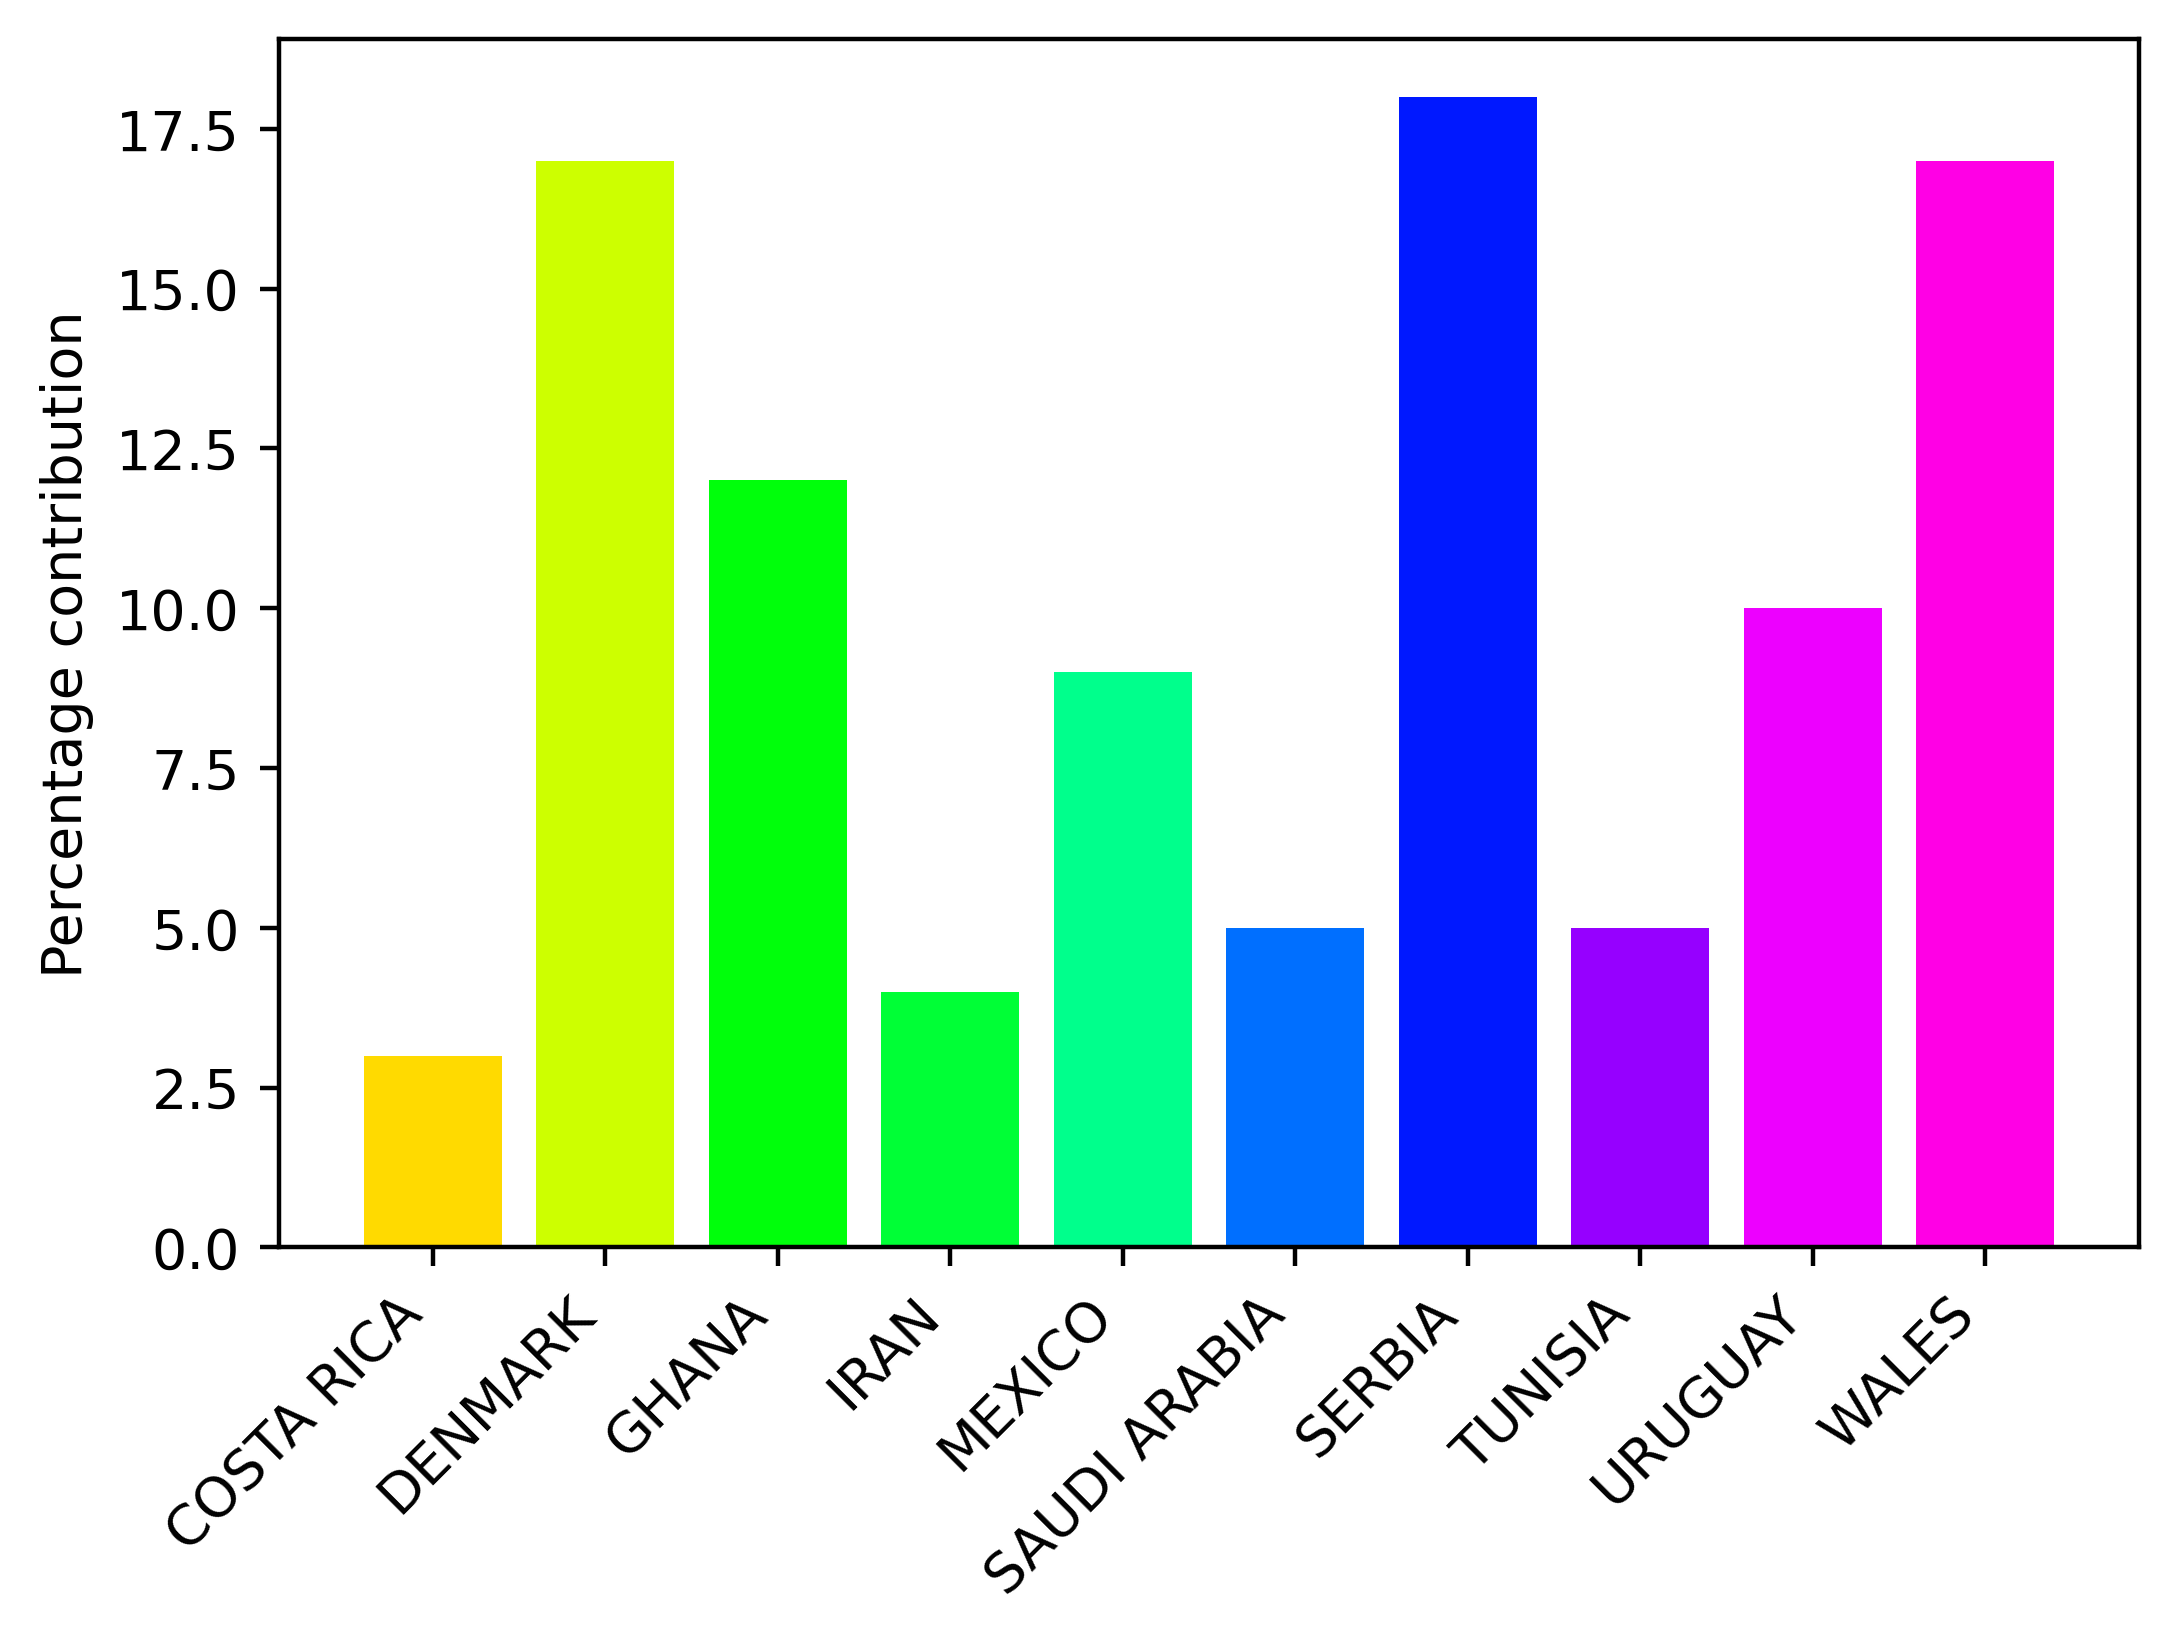 Percentage contribution
17.5
15.0
12.5
10.0
7.5
5.0
2.5
0.0
COSTA RICA
DENMARK
GHANA
IRAN
MEXICO
SAUDI ARABIA
SERBIA
TUNISIA
URUGUAY
WALES